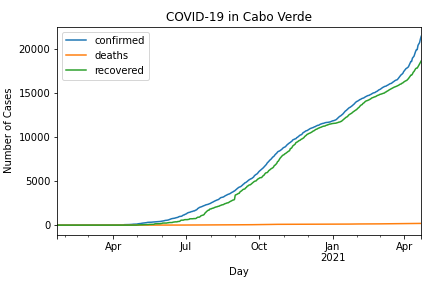 COVID-19 in Cabo Verde
confirmed
deaths
recovered
Number of Cases
20000
15000
10000
5000
0
Apr
Jul
Oct
Jan
2021
Apr
Day